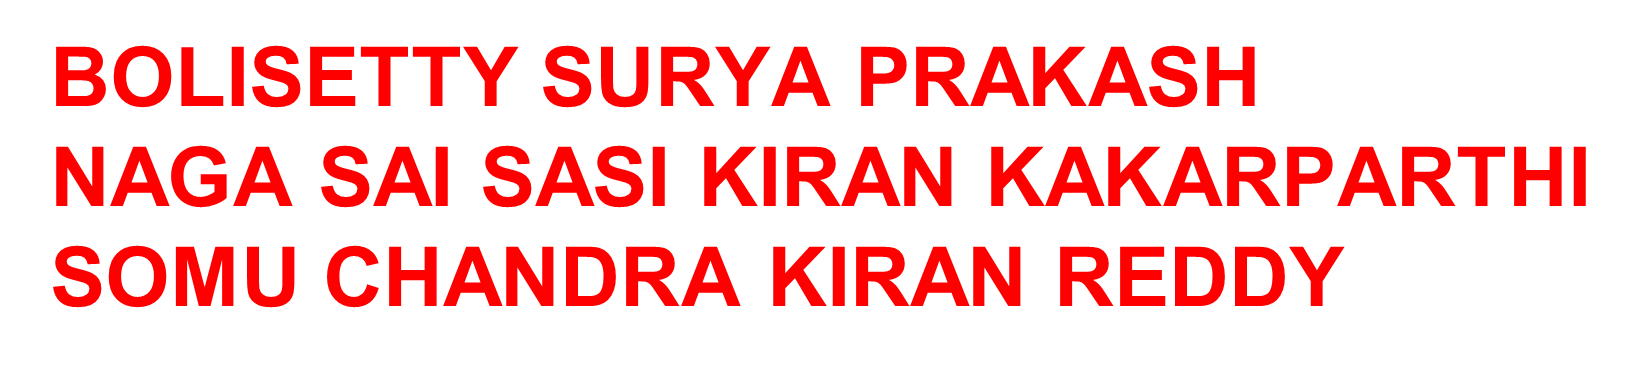 BOLISETTY SURYA PRAKASH
NAGA SAI SASI KIRAN KAKARPARTHI
SOMU CHANDRA KIRAN REDDY